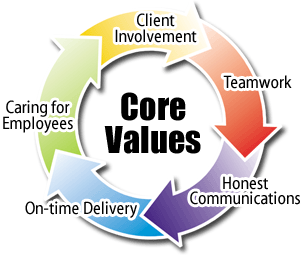 Client
Involvement
Teamwork
Honest
Communications
On-time Delivery
Caring for
Employees
Core
Values